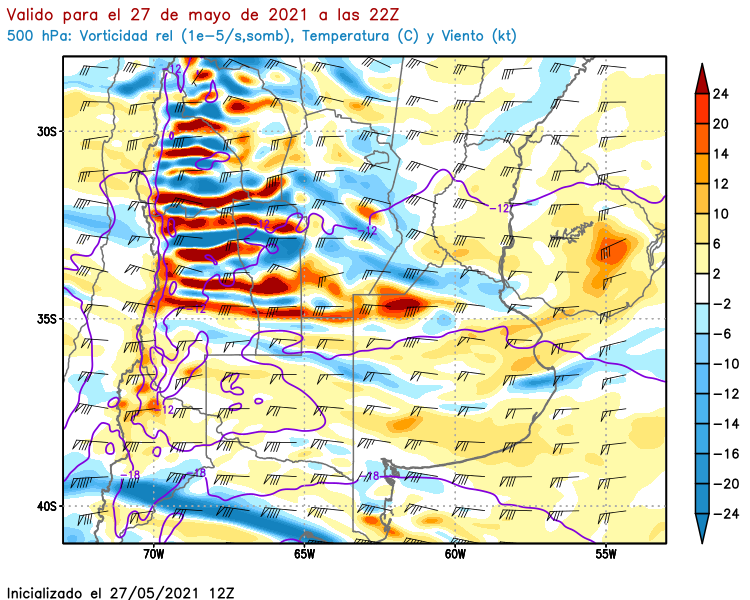 Valido para el 27 de mayo de 2021 a las 22Z
500 hPa: Vorticidad rel (1e-5/s,somb), Temperatura (C) y Viento (kt)
-12
30S
-12
-12
-12
-12
35S
-12
-18
-18
-18
40S
70W
65W
60W
55W
24
20
16
14
12
10
6
2
-2
-6
-10
-12
-14
-16
-20
-24
Inicializado el 27/05/2021 12Z